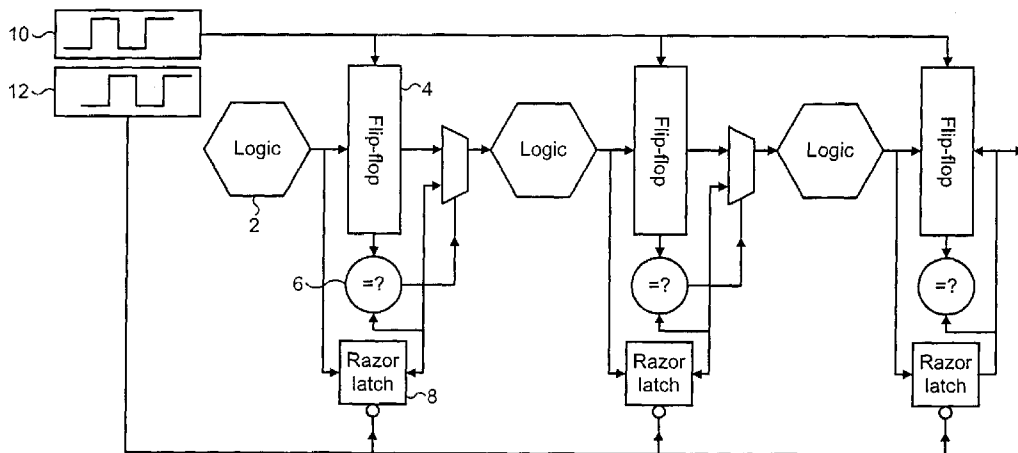 10
12
Logic
2
Flip-flop
4
=?
6
Razor
latch
8
Logic
Flip-flop
=?
Razor
latch
Logic
Flip-flop
=?
Razor
latch